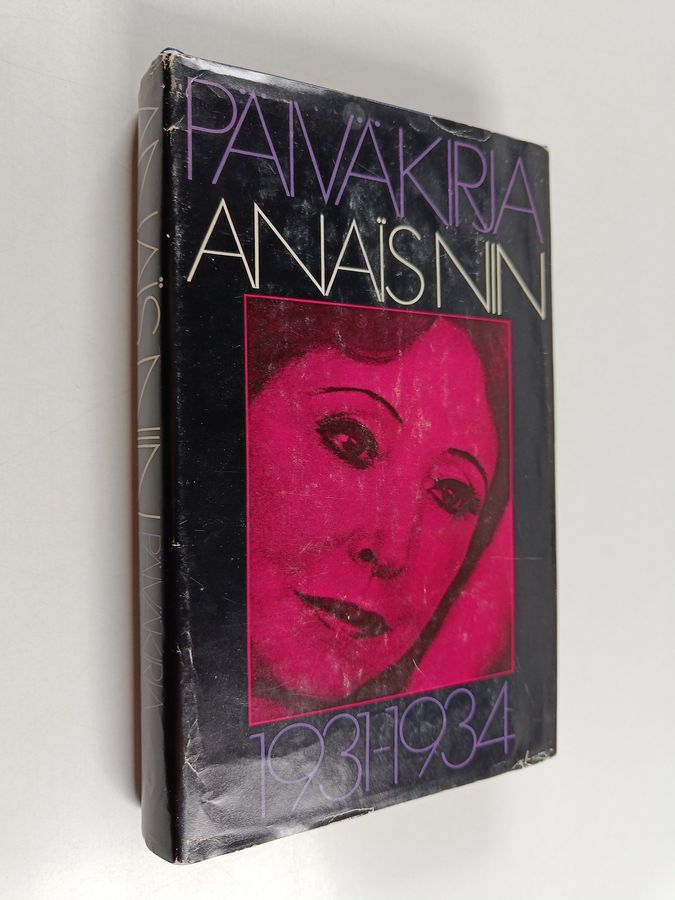 PÄIVÄKIRJA
ANAÏS NIN
1931-1934
ANAÏS NIN PÄIVÄKIRJA